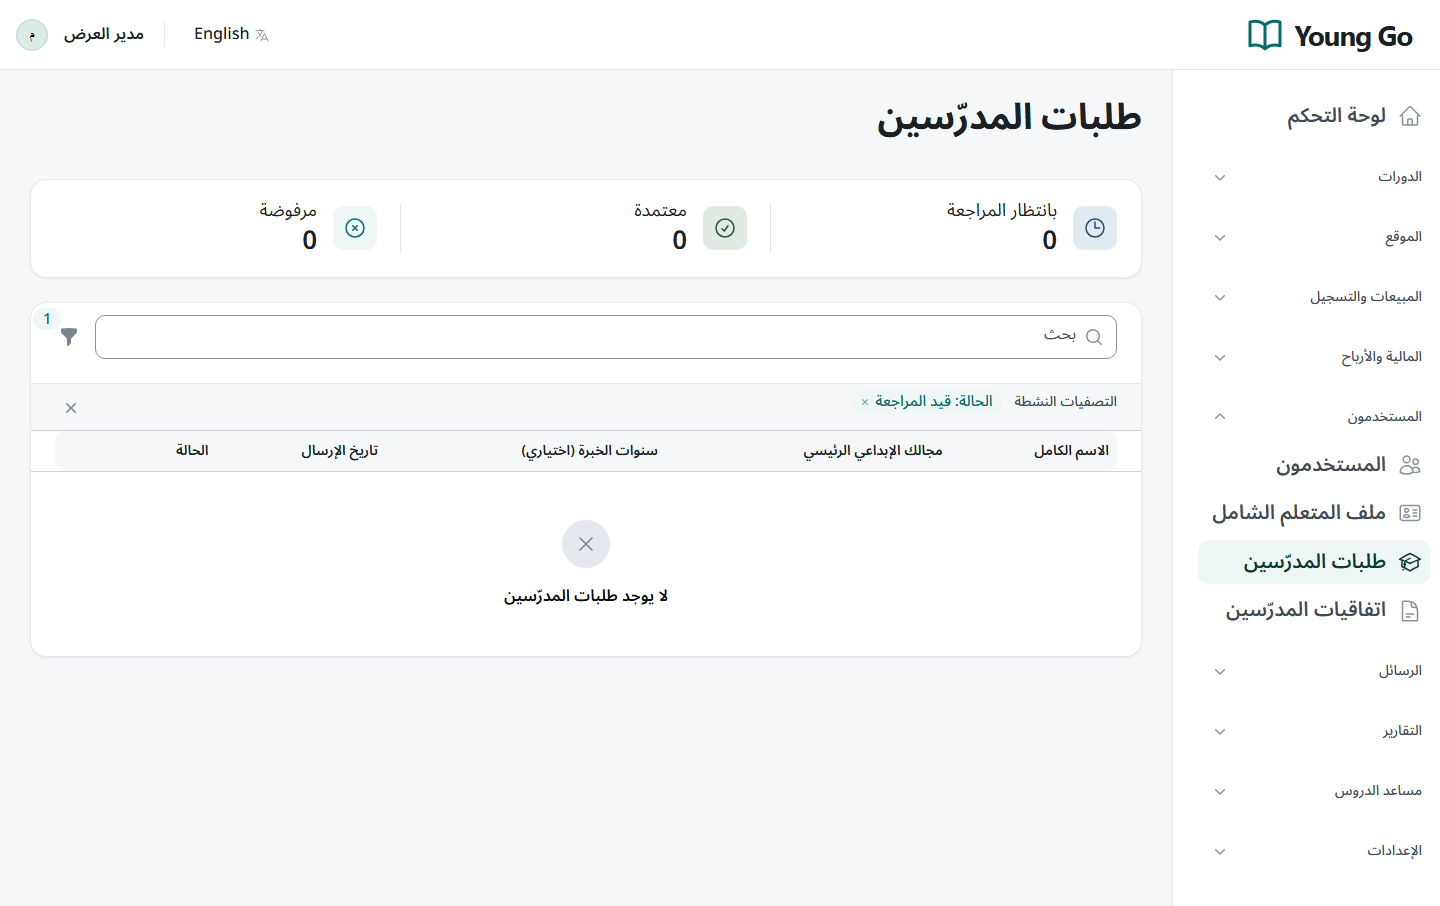 Young Go
English
مدير العرض
م
لوحة التحكم
الدورات
الموقع
المبيعات والتسجيل
المالية والأرباح
المستخدمون
المستخدمون
ملف المتعلم الشامل
طلبات المدرّسين
اتفاقيات المدرّسين
الرسائل
التقارير
مساعد الدروس
الإعدادات
طلبات المدرّسين
بانتظار المراجعة
0
معتمدة
0
مرفوضة
0
بحث
1
التصفيات النشطة الحالة: قيد المراجعة
الاسم الكامل مجالك الإبداعي الرئيسي سنوات الخبرة (اختياري) تاريخ الإرسال الحالة
لا يوجد طلبات المدرّسين